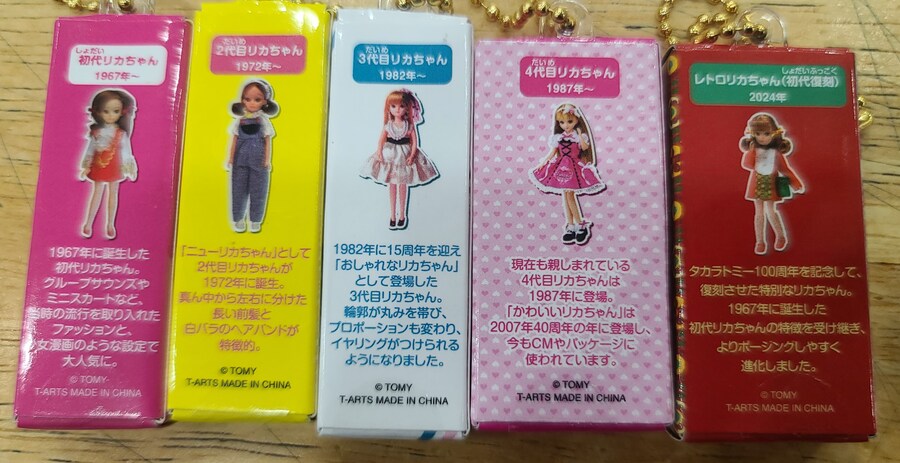 しょだい
初代リカちゃん
1967年～
1967年に誕生した
初代リカちゃん。
グループサウンズや
ミニスカートなど、
当時の流行を取り入れた
ファッションと、
少女漫画のような設定で
大人気に。
© TOMY
T-ARTS MADE IN CHINA
だいめ
2代目リカちゃん
1972年～
「ニューリカちゃん」として
2代目リカちゃんが
1972年に誕生。
真ん中から左右に分けた
長い前髪と
白バラのヘアバンドが
特徴的。
© TOMY
T-ARTS MADE IN CHINA
だいめ
3代目リカちゃん
1982年～
1982年に15周年を迎え
「おしゃれなリカちゃん」
として登場した
3代目リカちゃん。
輪郭が丸みを帯び、
プロポーションも変わり、
イヤリングがつけられる
ようになりました。
© TOMY
T-ARTS MADE IN CHINA
だいめ
4代目リカちゃん
1987年～
現在も親しまれている
4代目リカちゃんは
1987年に登場。
「かわいいリカちゃん」は
2007年40周年の年に登場し、
今もCMやパッケージに
使われています。
© TOMY
T-ARTS MADE IN CHINA
しょだいふっこく
レトロリカちゃん(初代復刻)
2024年
タカラトミー100周年を記念して、
復刻させた特別なリカちゃん。
1967年に誕生した
初代リカちゃんの特徴を受け継ぎ、
よりポージングしやすく
進化しました。
© TOMY
T-ARTS MADE IN CHINA